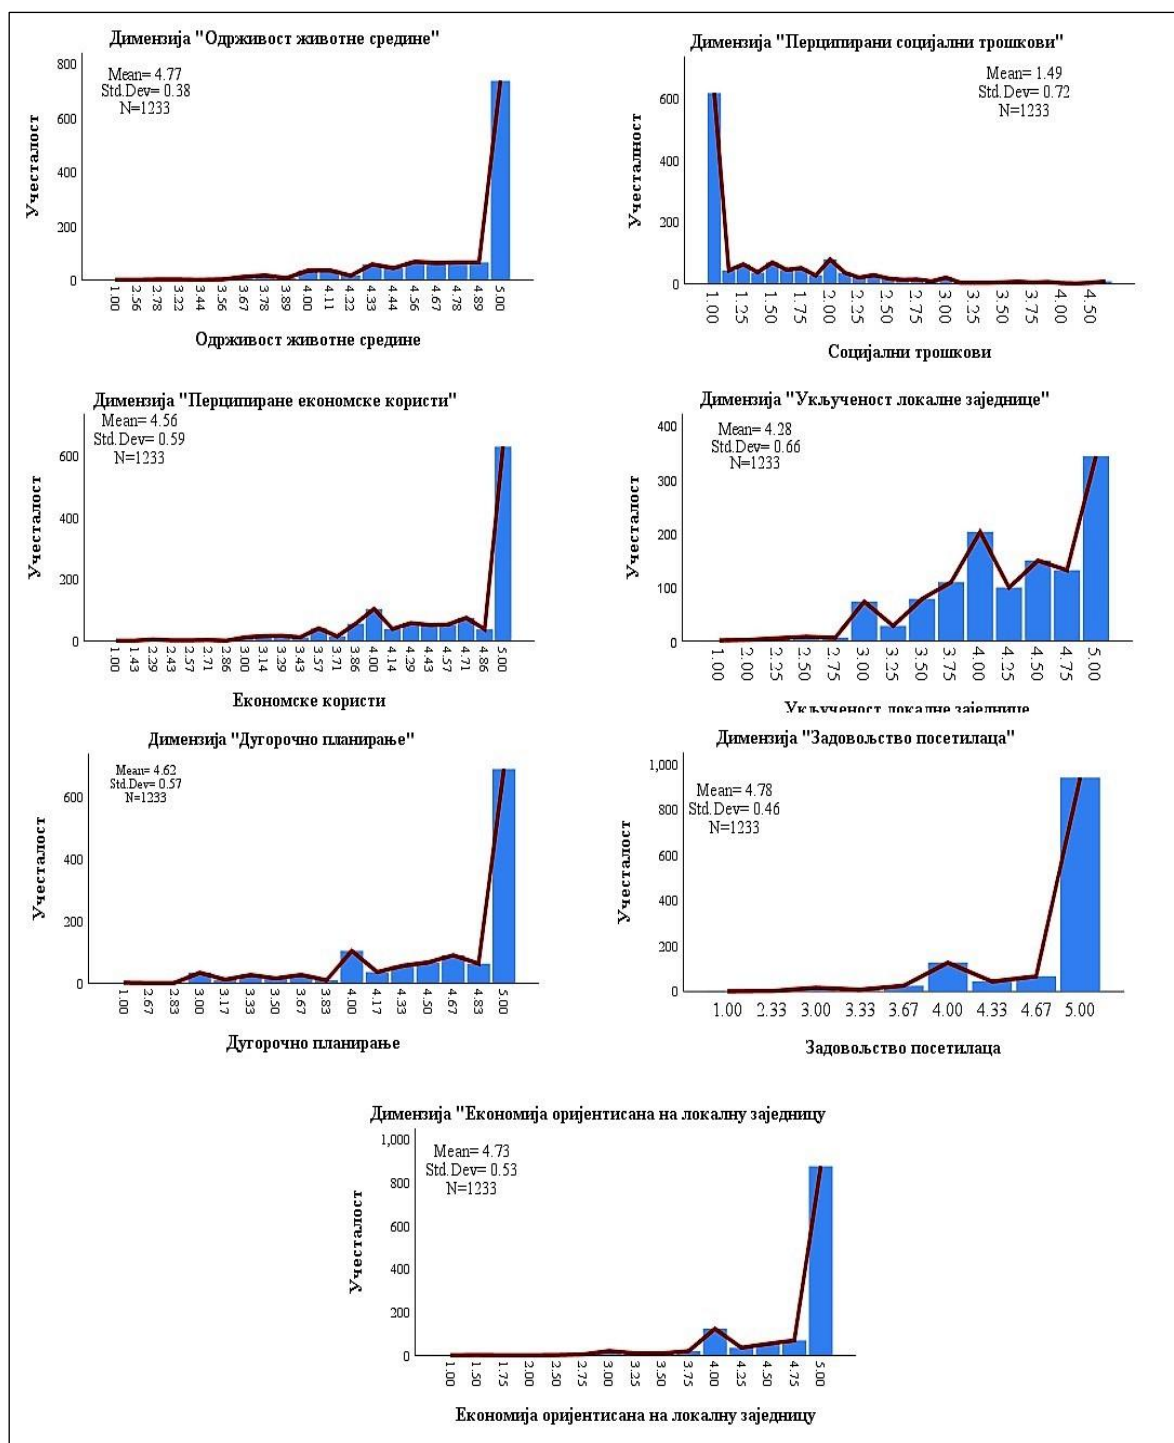 Димензија "Одрживост животне средине"
Mean= 4.77
Std.Dev= 0.38
N=1233
Учесталост
800
600
400
200
0
1.00 2.56 2.78 3.22 3.44 3.56 3.67 3.78 3.89 4.00 4.11 4.22 4.33 4.44 4.56 4.67 4.78 4.89 5.00
Одрживост животне средине
Димензија "Перципирани социјални трошкови"
Mean= 1.49
Std.Dev= 0.72
N=1233
Учесталност
600
400
200
0
1.00 1.25 1.50 1.75 2.00 2.25 2.50 2.75 3.00 3.50 3.75 4.00 4.50
Социјални трошкови
Димензија "Перципиране економске користи"
Mean= 4.56
Std.Dev= 0.59
N=1233
Учесталост
600
400
200
0
1.00 1.43 2.29 2.43 2.57 2.71 2.86 3.00 3.14 3.29 3.43 3.57 3.71 3.86 4.00 4.14 4.29 4.43 4.57 4.71 4.86 5.00
Економске користи
Димензија "Укљученост локалне заједнице"
Mean= 4.28
Std.Dev= 0.66
N=1233
Учесталост
400
300
200
100
0
1.00 2.00 2.25 2.50 2.75 3.00 3.25 3.50 3.75 4.00 4.25 4.50 4.75 5.00
Укљученост локалне заједнице
Димензија "Дугорочно планирање"
Mean= 4.62
Std.Dev= 0.57
N=1233
Учесталост
600
400
200
0
1.00 2.67 2.83 3.00 3.17 3.33 3.50 3.67 3.83 4.00 4.17 4.33 4.50 4.67 4.83 5.00
Дугорочно планирање
Димензија "Задовољство посетилаца"
Mean= 4.78
Std.Dev= 0.46
N=1233
Учесталост
1,000
800
600
400
200
0
1.00 2.33 3.00 3.33 3.67 4.00 4.33 4.67 5.00
Задовољство посетилаца
Димензија "Економија оријентисана на локалну заједницу
Mean= 4.73
Std.Dev= 0.53
N=1233
Учесталост
1,000
800
600
400
200
0
1.00 1.50 1.75 2.00 2.50 2.75 3.00 3.25 3.50 3.75 4.00 4.25 4.50 4.75 5.00
Економија оријентисана на локалну заједницу